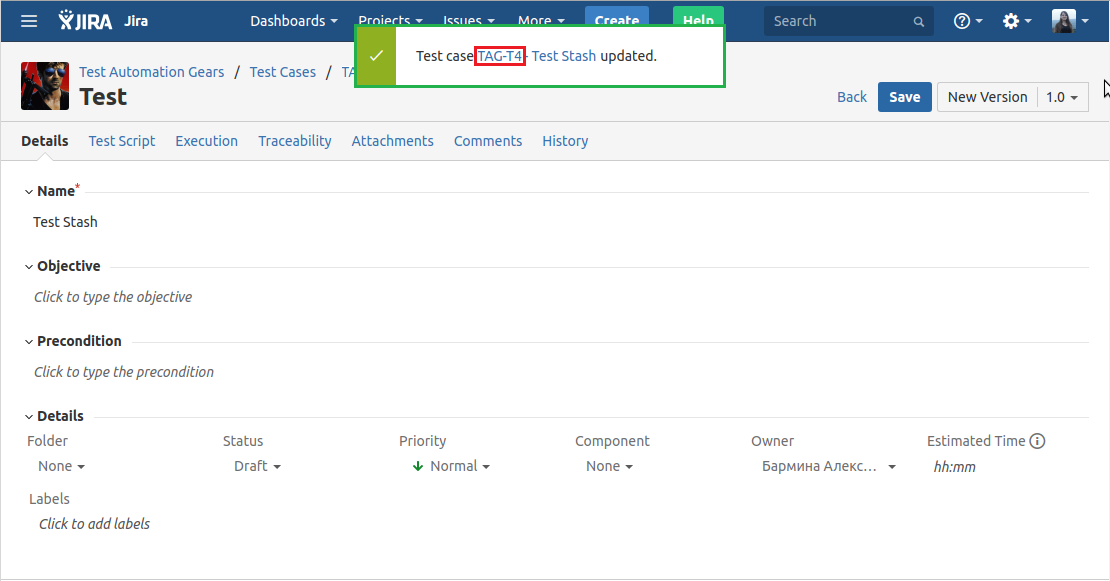 JIRA Jira Dashboards Projects Issues More Create Help Search
Test case TAG-T4 - Test Stash updated.
Test Automation Gears / Test Cases / TA
Test
Back Save New Version 1.0
Details Test Script Execution Traceability Attachments Comments History
Name*
Test Stash
Objective
Click to type the objective
Precondition
Click to type the precondition
Details
Folder Status Priority Component Owner Estimated Time
None Draft Normal None Бармина Алекс... hh:mm
Labels
Click to add labels